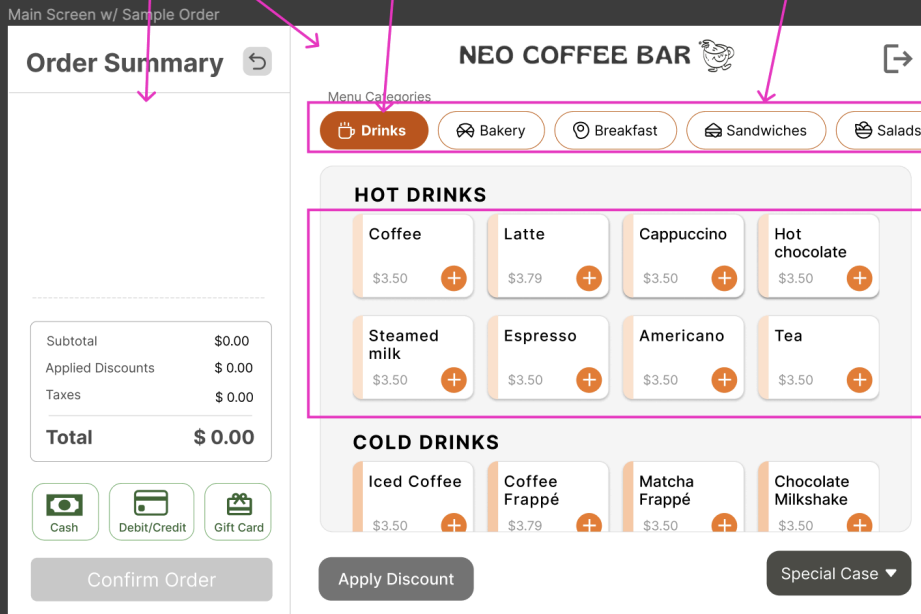 Main Screen w/ Sample Order
Order Summary
NEO COFFEE BAR
Menu Categories
Drinks
Bakery
Breakfast
Sandwiches
Salads
HOT DRINKS
Coffee
$3.50
Latte
$3.79
Cappuccino
$3.50
Hot
chocolate
$3.50
Steamed
milk
$3.50
Espresso
$3.50
Americano
$3.50
Tea
$3.50
COLD DRINKS
Iced Coffee
$3.50
Coffee
Frappé
$3.79
Matcha
Frappé
$3.50
Chocolate
Milkshake
$3.50
Subtotal $0.00
Applied Discounts $ 0.00
Taxes $ 0.00
Total $ 0.00
Cash
Debit/Credit
Gift Card
Confirm Order
Apply Discount
Special Case